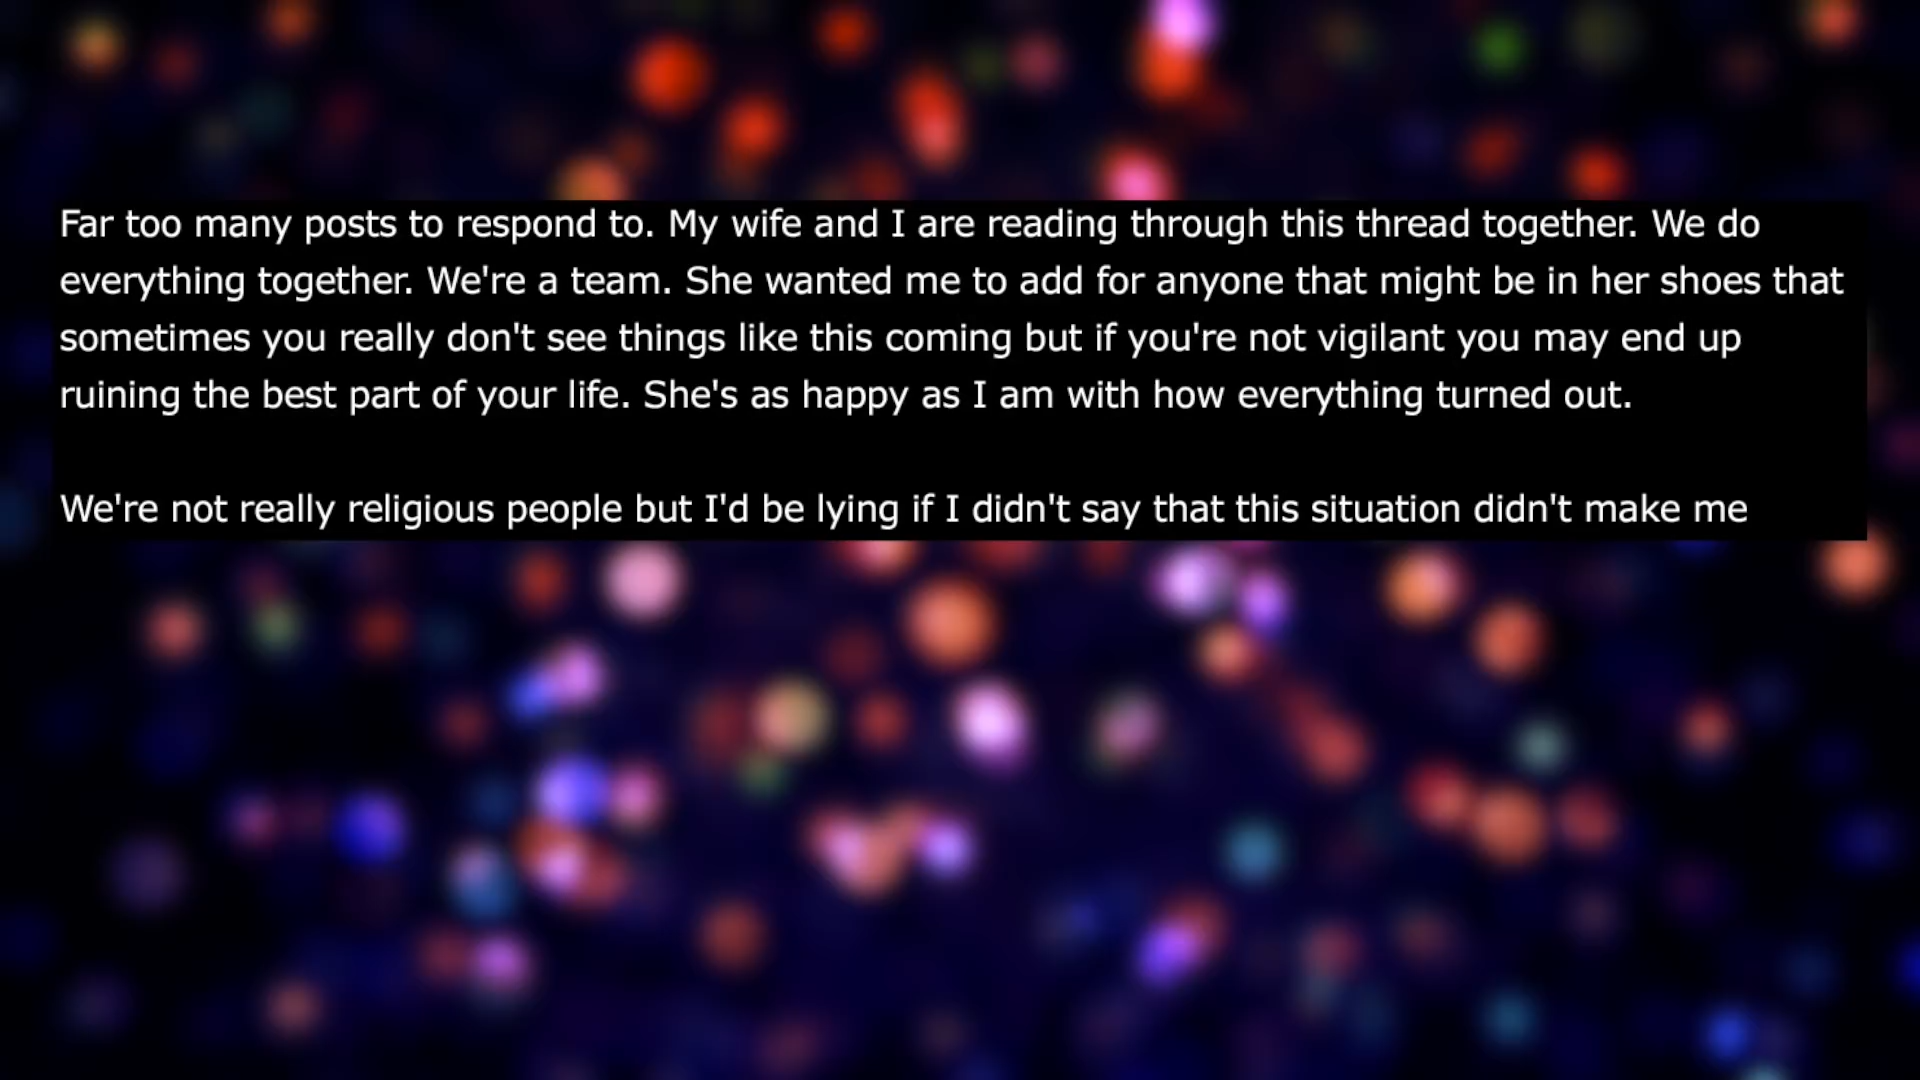 Far too many posts to respond to. My wife and I are reading through this thread together. We do
everything together. We're a team. She wanted me to add for anyone that might be in her shoes that
sometimes you really don't see things like this coming but if you're not vigilant you may end up
ruining the best part of your life. She's as happy as I am with how everything turned out.
We're not really religious people but I'd be lying if I didn't say that this situation didn't make me